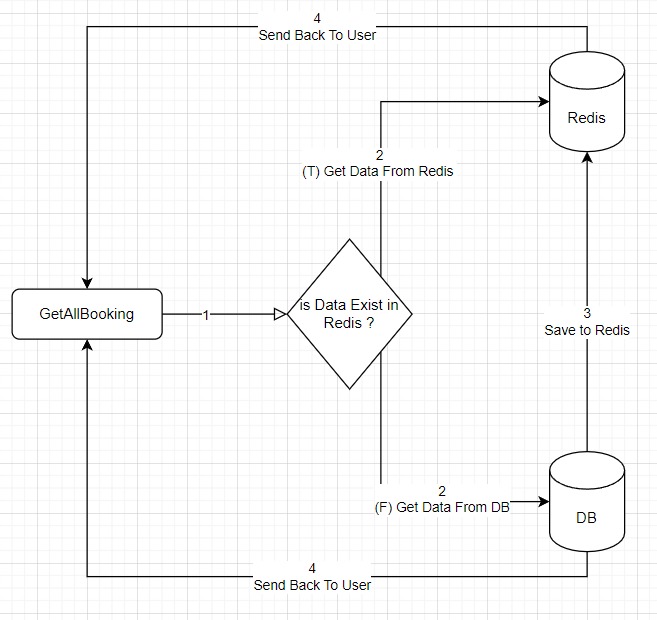 4
Send Back To User
Redis
2
(T) Get Data From Redis
is Data Exist in
Redis ?
GetAllBooking
1
3
Save to Redis
2
(F) Get Data From DB
DB
4
Send Back To User